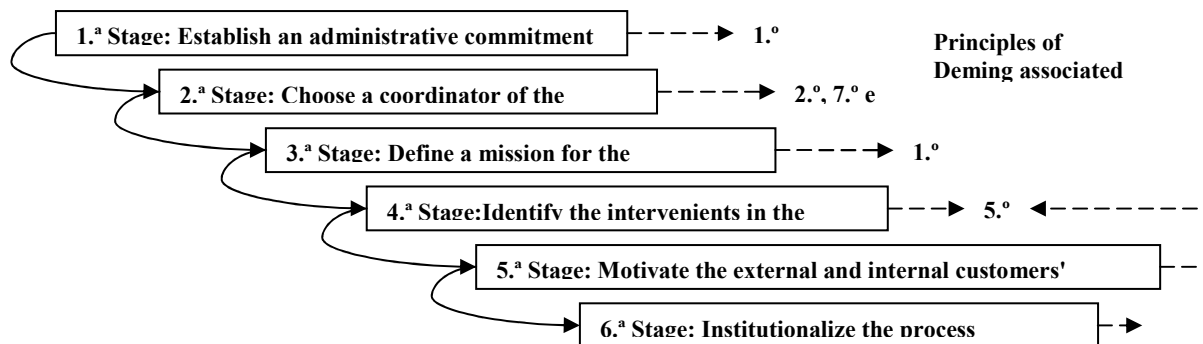 1.ª Stage: Establish an administrative commitment
1.º
Principles of
Deming associated
2.ª Stage: Choose a coordinator of the
2.º, 7.º e
3.ª Stage: Define a mission for the
1.º
4.ª Stage:Identify the intervenients in the
5.º
5.ª Stage: Motivate the external and internal customers'
6.ª Stage: Institutionalize the process